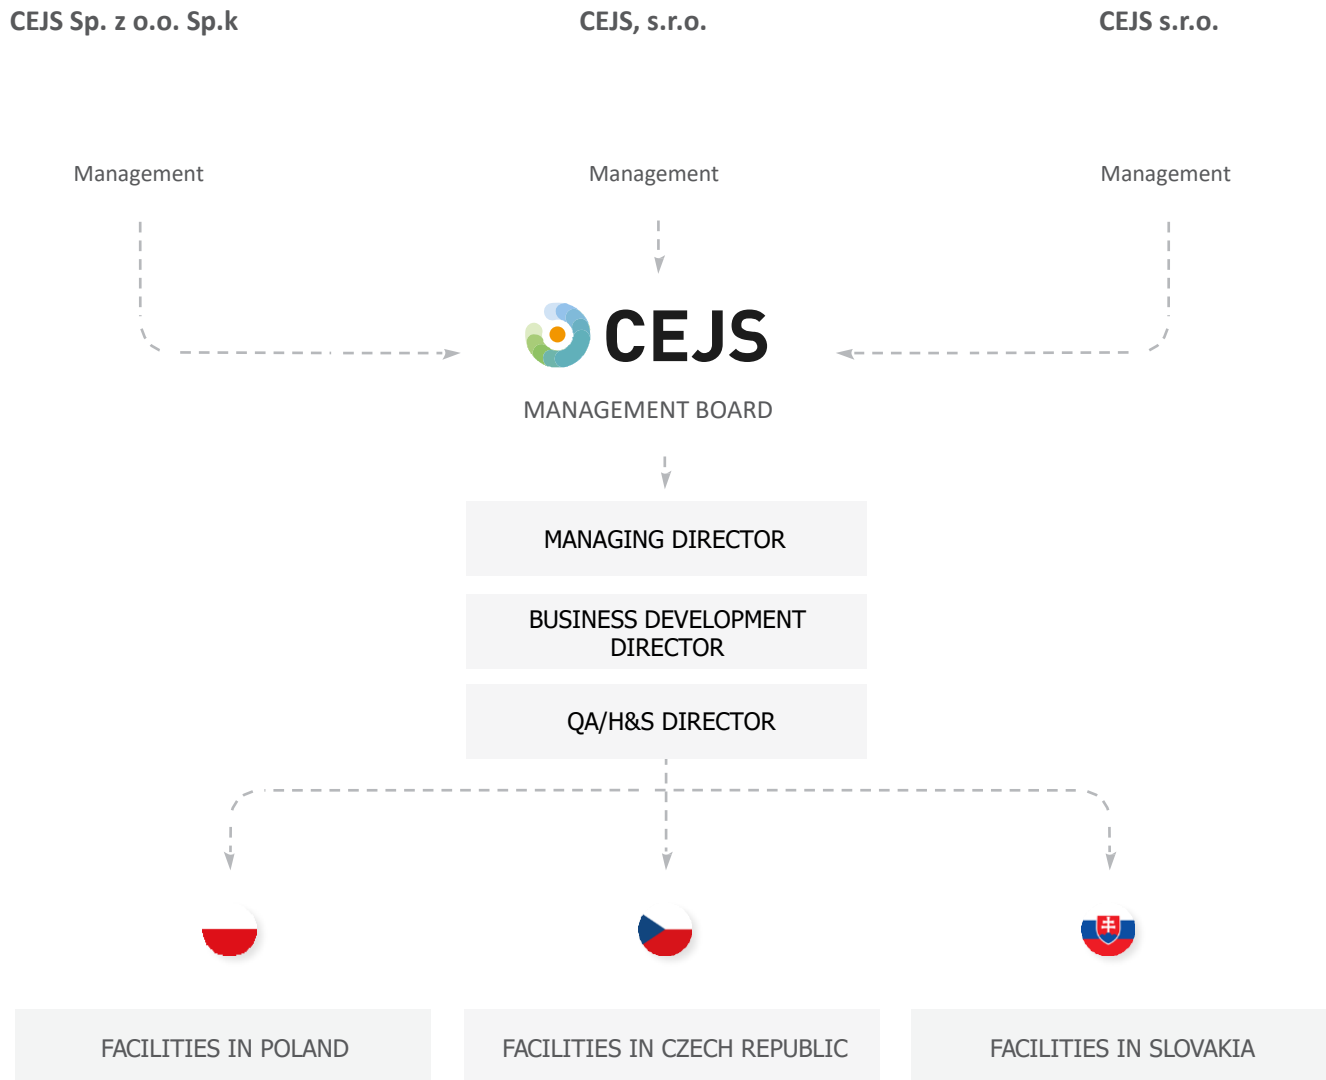 CEJS Sp. z o.o. Sp.k
CEJS, s.r.o.
CEJS s.r.o.
Management
Management
Management
CEJS
MANAGEMENT BOARD
MANAGING DIRECTOR
BUSINESS DEVELOPMENT
DIRECTOR
QA/H&S DIRECTOR
FACILITIES IN POLAND
FACILITIES IN CZECH REPUBLIC
FACILITIES IN SLOVAKIA